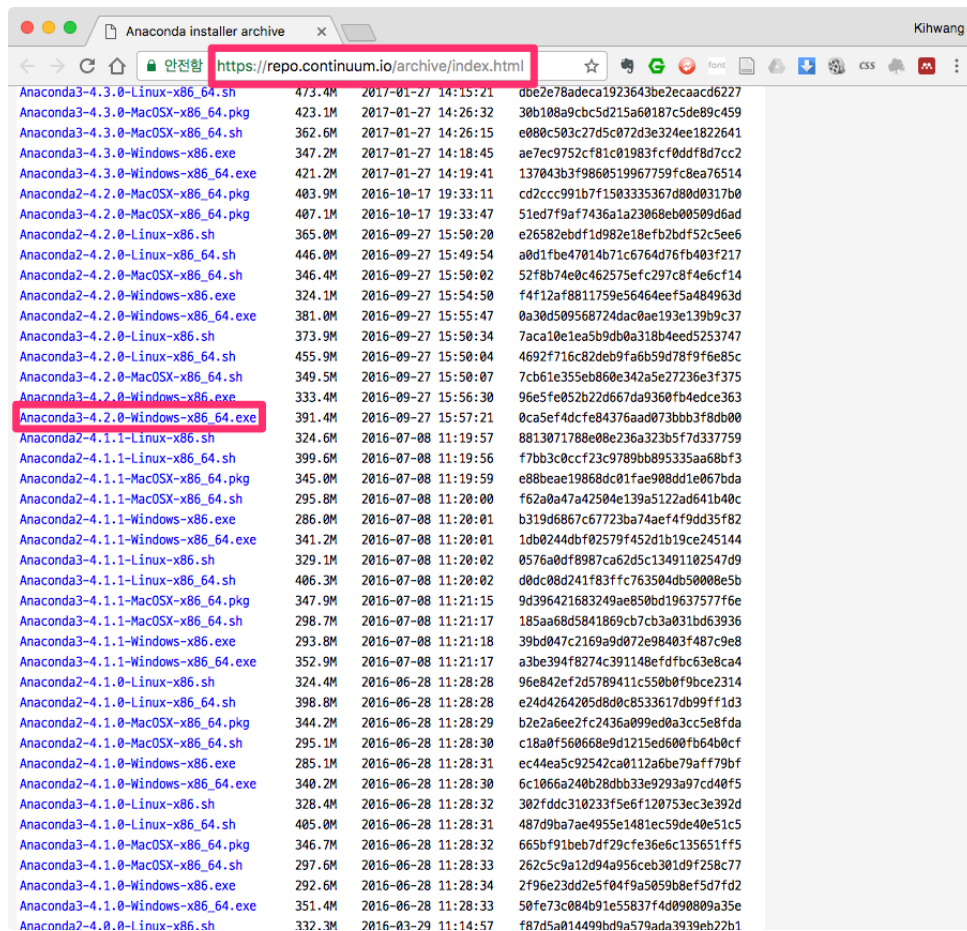 Anaconda installer archive
Kihwang
안전함 https://repo.continuum.io/archive/index.html
font
CSS
Anaconda3-4.3.0-Linux-x86_64.sh 473.4M 2017-01-27 14:15:21 dbe2e78adeca1923643be2ecaacd6227
Anaconda3-4.3.0-MacOSX-x86_64.pkg 423.1M 2017-01-27 14:26:32 30b108a9cbc5d215a60187c5de89c459
Anaconda3-4.3.0-MacOSX-x86_64.sh 362.6M 2017-01-27 14:26:15 e080c503c27d5c072d3e324ee1822641
Anaconda3-4.3.0-Windows-x86.exe 347.2M 2017-01-27 14:18:45 ae7ec9752cf81c01983fcf0ddf8d7cc2
Anaconda3-4.3.0-Windows-x86_64.exe 421.2M 2017-01-27 14:19:41 137043b3f9860519967759fc8ea76514
Anaconda2-4.2.0-MacOSX-x86_64.pkg 403.9M 2016-10-17 19:33:11 cd2ccc991b7f1503335367d80d0317b0
Anaconda3-4.2.0-MacOSX-x86_64.pkg 407.1M 2016-10-17 19:33:47 51ed7f9af7436a1a23068eb00509d6ad
Anaconda2-4.2.0-Linux-x86.sh 365.0M 2016-09-27 15:50:20 e26582ebdf1d982e18efb2bdf52c5ee6
Anaconda2-4.2.0-Linux-x86_64.sh 446.0M 2016-09-27 15:49:54 a0d1fbe47014b71c6764d76fb403f217
Anaconda2-4.2.0-MacOSX-x86_64.sh 346.4M 2016-09-27 15:50:02 52f8b74e0c462575efc297c8f4e6cf14
Anaconda2-4.2.0-Windows-x86.exe 324.1M 2016-09-27 15:54:50 f4f12af8811759e56464eef5a484963d
Anaconda2-4.2.0-Windows-x86_64.exe 381.0M 2016-09-27 15:55:47 0a30d509568724dac0ae193e139b9c37
Anaconda3-4.2.0-Linux-x86.sh 373.9M 2016-09-27 15:50:34 7aca10e1ea5b9db0a318b4eed5253747
Anaconda3-4.2.0-Linux-x86_64.sh 455.9M 2016-09-27 15:50:04 4692f716c82deb9fa6b59d78f9f6e85c
Anaconda3-4.2.0-MacOSX-x86_64.sh 349.5M 2016-09-27 15:50:07 7cb61e355eb860e342a5e27236e3f375
Anaconda3-4.2.0-Windows-x86.exe 333.4M 2016-09-27 15:56:30 96e5fe052b22d667da9360fb4edce363
Anaconda3-4.2.0-Windows-x86_64.exe 391.4M 2016-09-27 15:57:21 0ca5ef4dcfe84376aad073bbb3f8db00
Anaconda2-4.1.1-Linux-x86.sh 324.6M 2016-07-08 11:19:57 8813071788e08e236a323b5f7d337759
Anaconda2-4.1.1-Linux-x86_64.sh 399.6M 2016-07-08 11:19:56 f7bb3c0ccf23c9789bb895335aa68bf3
Anaconda2-4.1.1-MacOSX-x86_64.pkg 345.0M 2016-07-08 11:19:59 e88beae19868dc01fae908dd1e067bda
Anaconda2-4.1.1-MacOSX-x86_64.sh 295.8M 2016-07-08 11:20:00 f62a0a47a42504e139a5122ad641b40c
Anaconda2-4.1.1-Windows-x86.exe 286.0M 2016-07-08 11:20:01 b319d6867c67723ba74aef4f9dd35f82
Anaconda2-4.1.1-Windows-x86_64.exe 341.2M 2016-07-08 11:20:01 1db0244dbf02579f452d1b19ce245144
Anaconda3-4.1.1-Linux-x86.sh 329.1M 2016-07-08 11:20:02 0576a0df8987ca62d5c13491102547d9
Anaconda3-4.1.1-Linux-x86_64.sh 406.3M 2016-07-08 11:20:02 d0dc08d241f83ffc763504db50008e5b
Anaconda3-4.1.1-MacOSX-x86_64.pkg 347.9M 2016-07-08 11:21:15 9d396421683249ae850bd19637577f6e
Anaconda3-4.1.1-MacOSX-x86_64.sh 298.7M 2016-07-08 11:21:17 185aa68d5841869cb7cb3a031bd63936
Anaconda3-4.1.1-Windows-x86.exe 293.8M 2016-07-08 11:21:18 39bd047c2169a9d072e98403f487c9e8
Anaconda3-4.1.1-Windows-x86_64.exe 352.9M 2016-07-08 11:21:17 a3be394f8274c391148efdfbc63e8ca4
Anaconda2-4.1.0-Linux-x86.sh 324.4M 2016-06-28 11:28:28 96e842ef2d5789411c550b0f9bce2314
Anaconda2-4.1.0-Linux-x86_64.sh 398.8M 2016-06-28 11:28:28 e24d4264205d8d0c8533617db99ff1d3
Anaconda2-4.1.0-MacOSX-x86_64.pkg 344.2M 2016-06-28 11:28:29 b2e2a6ee2fc2436a099ed0a3cc5e8fda
Anaconda2-4.1.0-MacOSX-x86_64.sh 295.1M 2016-06-28 11:28:30 c18a0f560668e9d1215ed600fb64b0cf
Anaconda2-4.1.0-Windows-x86.exe 285.1M 2016-06-28 11:28:31 ec44ea5c92542ca0112a6be79aff79bf
Anaconda2-4.1.0-Windows-x86_64.exe 340.2M 2016-06-28 11:28:30 6c1066a240b28dbb33e9293a97cd40f5
Anaconda3-4.1.0-Linux-x86.sh 328.4M 2016-06-28 11:28:32 302fddc310233f5e6f120753ec3e392d
Anaconda3-4.1.0-Linux-x86_64.sh 405.0M 2016-06-28 11:28:31 487d9ba7ae4955e1481ec59de40e51c5
Anaconda3-4.1.0-MacOSX-x86_64.pkg 346.7M 2016-06-28 11:28:32 665bf91beb7df29cfe36e6c135651ff5
Anaconda3-4.1.0-MacOSX-x86_64.sh 297.6M 2016-06-28 11:28:33 262c5c9a12d94a956ceb301d9f258c77
Anaconda3-4.1.0-Windows-x86.exe 292.6M 2016-06-28 11:28:34 2f96e23dd2e5f04f9a5059b8ef5d7fd2
Anaconda3-4.1.0-Windows-x86_64.exe 351.4M 2016-06-28 11:28:33 50fe73c084b91e55837f4d090809a35e
Anaconda2-4.0.0-Linux-x86.sh 332.3M 2016-03-29 11:14:57 f87d5a014499bd9a579ada3939eb22b1